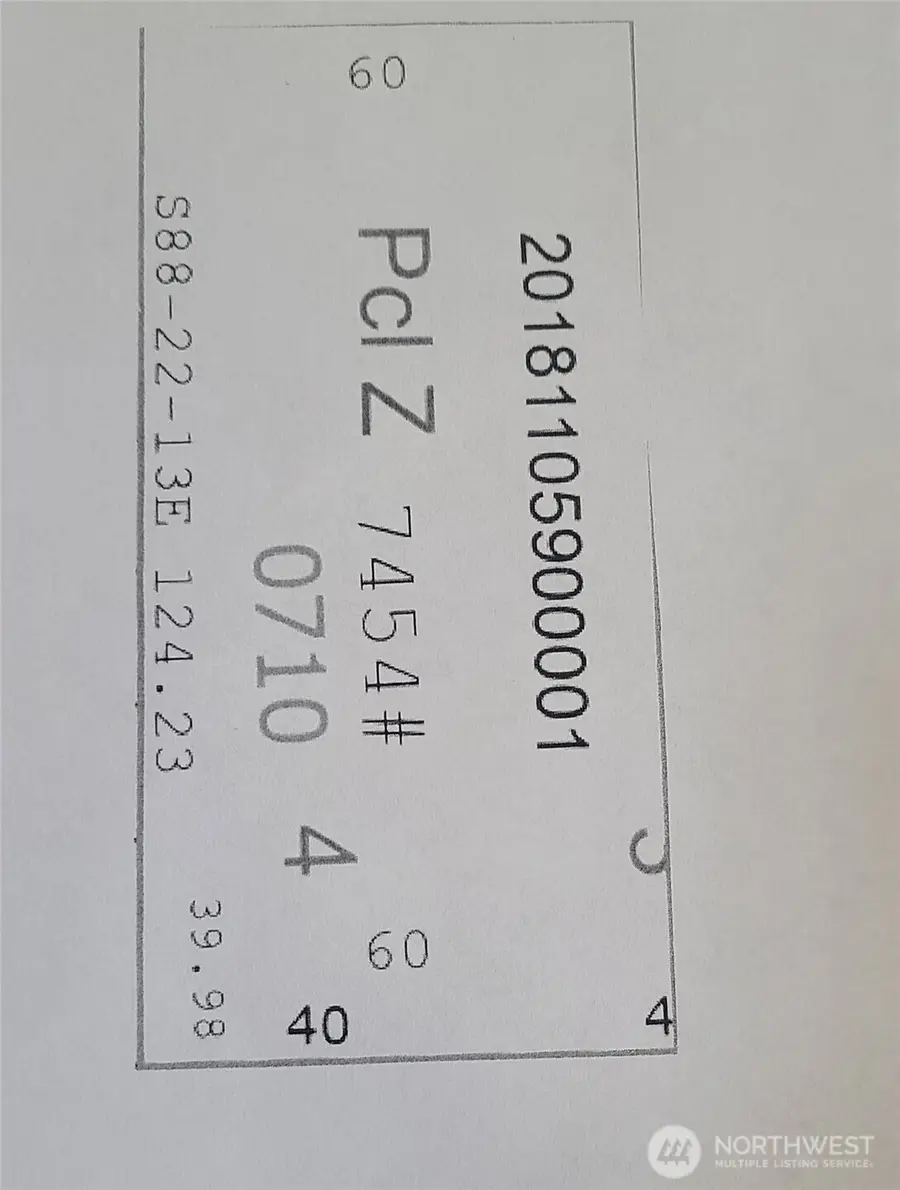 60
20181105900001
Pcl Z 7454#
0710 4
S88-22-13E 124.23
39.98
60
40
4
NORTHWEST
MULTIPLE LISTING SERVICE